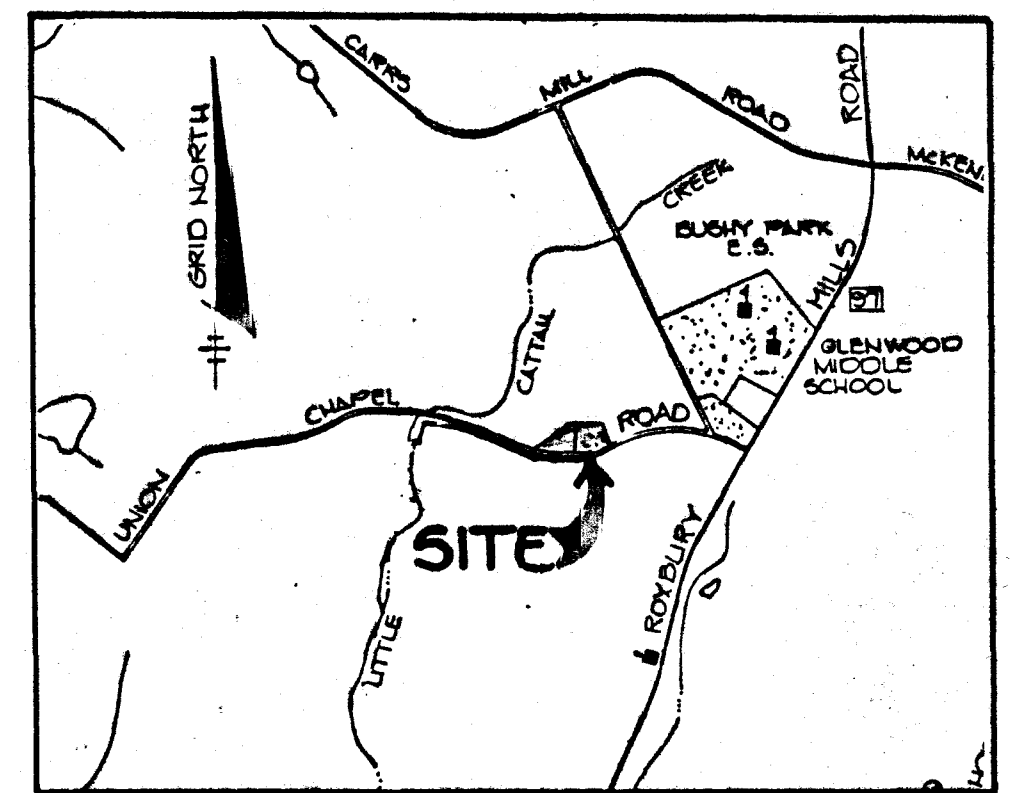 CARRS MILL ROAD
ROAD
McKEN
GRID NORTH
CREEK
BUSHY PARK
E.S.
MILLS
97
CATTAIL
GLENWOOD
MIDDLE
SCHOOL
UNION CHAPEL ROAD
SITE
ROXBURY
LITTLE